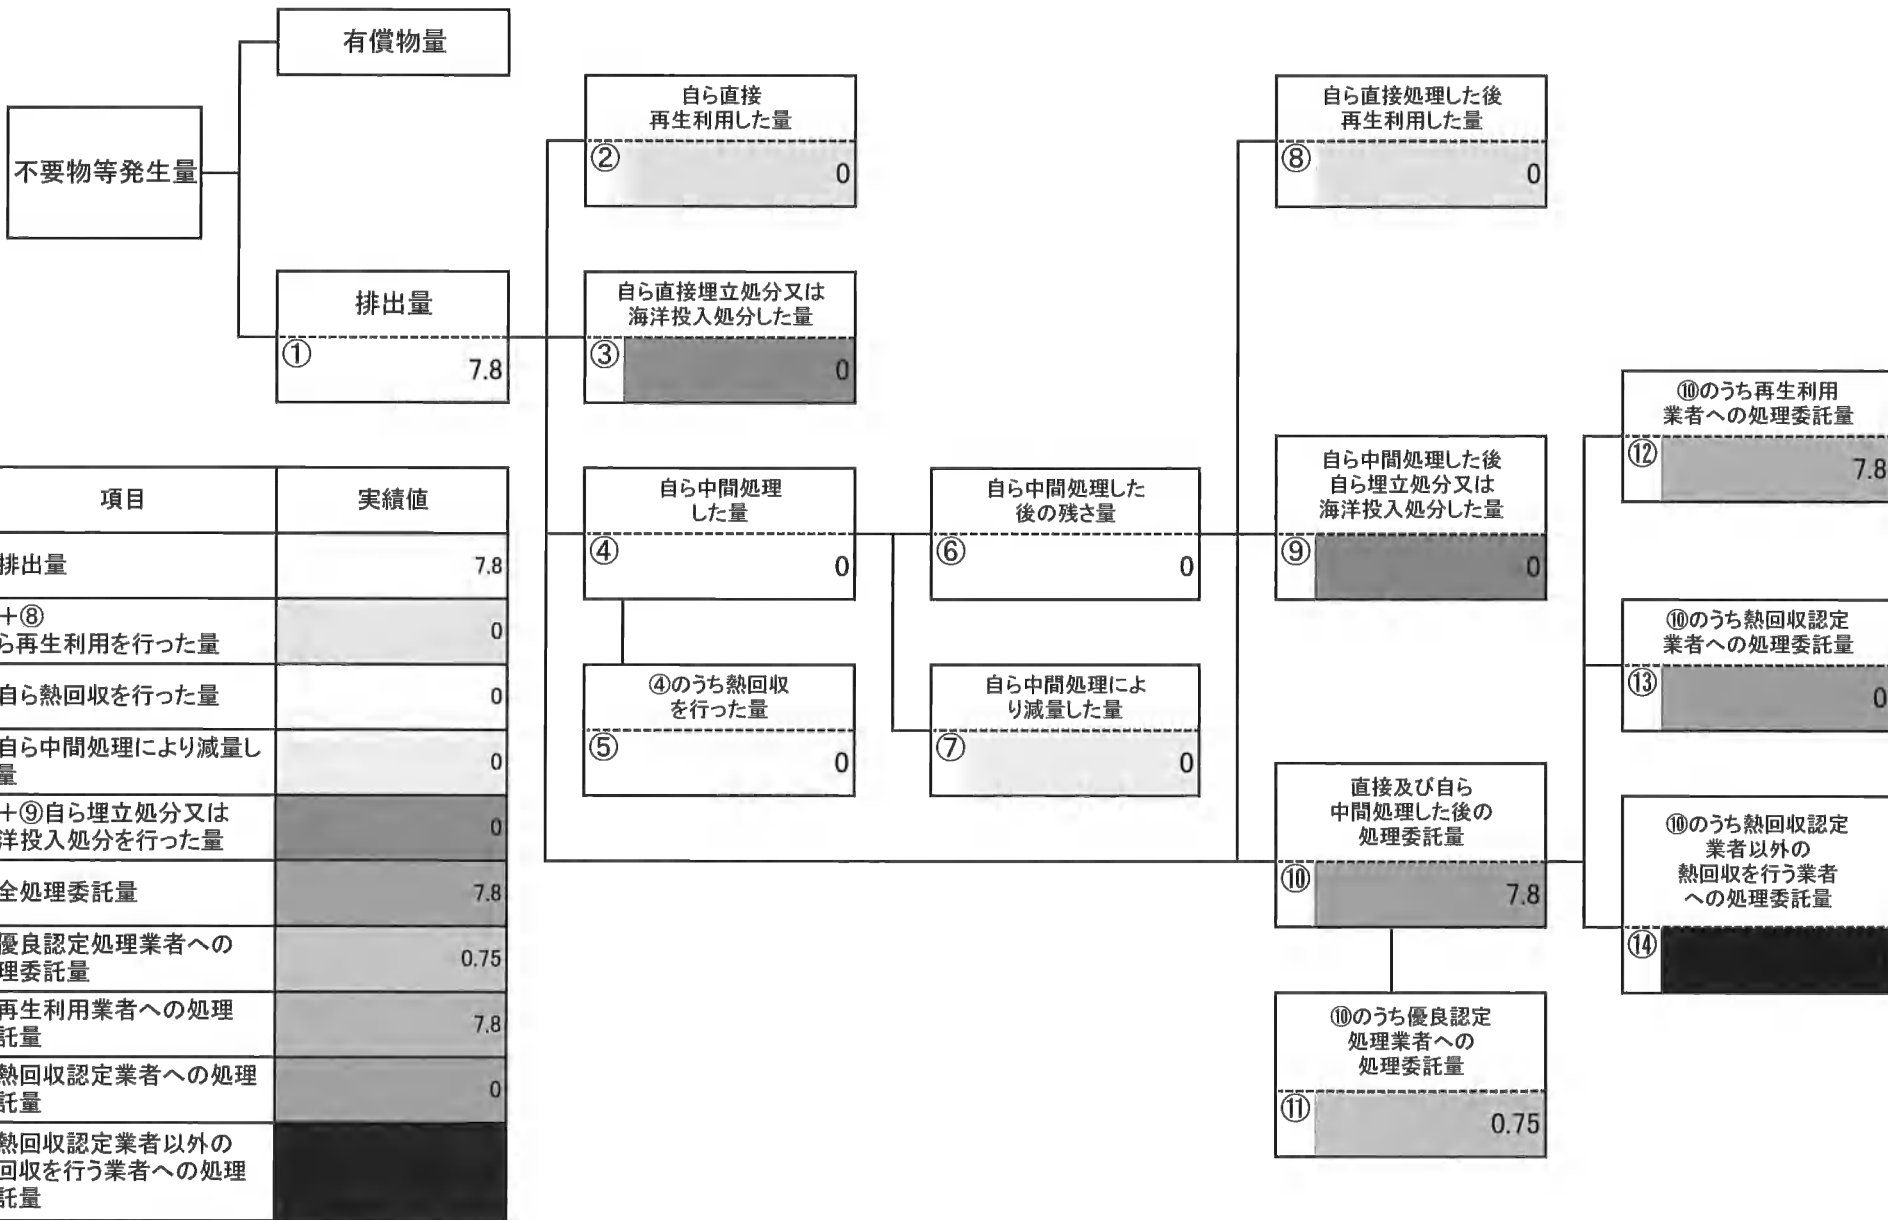 有償物量
不要物等発生量
排出量
①
7.8
自ら直接
再生利用した量
②
0
自ら直接埋立処分又は
海洋投入処分した量
③
0
自ら中間処理
した量
④
0
④のうち熱回収
を行った量
⑤
0
自ら中間処理した
後の残さ量
⑥
0
自ら中間処理によ
り減量した量
⑦
0
自ら直接処理した後
再生利用した量
⑧
0
自ら中間処理した後
自ら埋立処分又は
海洋投入処分した量
⑨
0
直接及び自ら
中間処理した後の
処理委託量
⑩
7.8
⑩のうち優良認定
処理業者への
処理委託量
⑪
0.75
⑩のうち再生利用
業者への処理委託量
⑫
7.8
⑩のうち熱回収認定
業者への処理委託量
⑬
0
⑩のうち熱回収認定
業者以外の
熱回収を行う業者
への処理委託量
⑭
項目 実績値
排出量 7.8
+⑧
ら再生利用を行った量 0
自ら熱回収を行った量 0
自ら中間処理により減量し
量 0
+⑨自ら埋立処分又は
洋投入処分を行った量 0
全処理委託量 7.8
優良認定処理業者への
理委託量 0.75
再生利用業者への処理
託量 7.8
熱回収認定業者への処理
託量 0
熱回収認定業者以外の
回収を行う業者への処理
託量